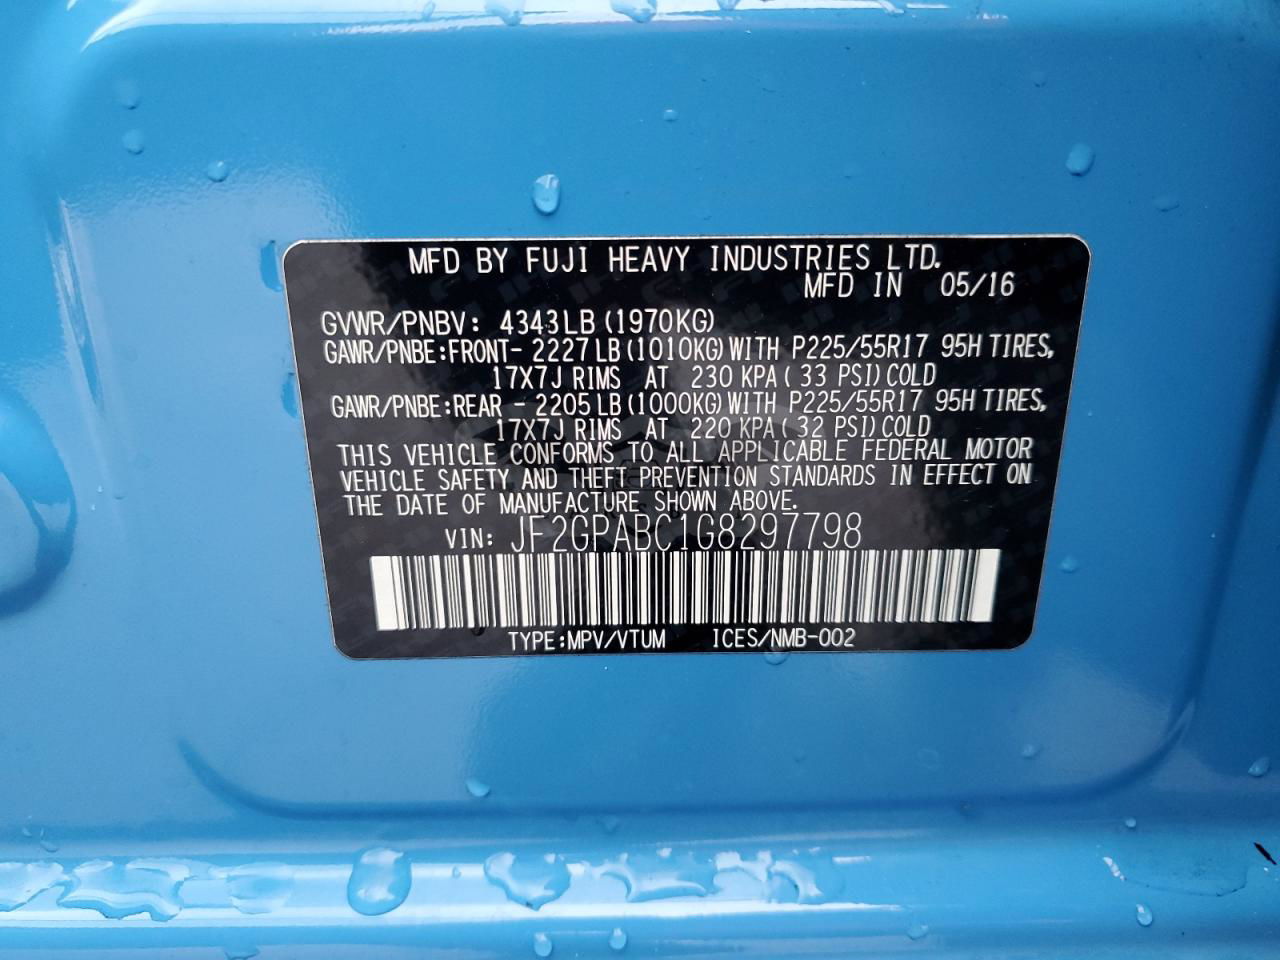 MFD BY FUJI HEAVY INDUSTRIES LTD.
MFD IN 05/16
GVWR/PNBV: 4343LB (1970KG)
GAWR/PNBE:FRONT- 2227 LB (1010KG) WITH P225/55R17 95H TIRES,
17X7J RIMS AT 230 KPA ( 33 PSI) COLD
GAWR/PNBE:REAR - 2205 LB (1000KG) WITH P225/55R17 95H TIRES,
17X7J RIMS AT 220 KPA ( 32 PSI) COLD
THIS VEHICLE CONFORMS TO ALL APPLICABLE FEDERAL MOTOR
VEHICLE SAFETY AND THEFT PREVENTION STANDARDS IN EFFECT ON
THE DATE OF MANUFACTURE SHOWN ABOVE.
VIN: JF2GPABC1G8297798
TYPE:MPV/VTUM ICES/NMB-002